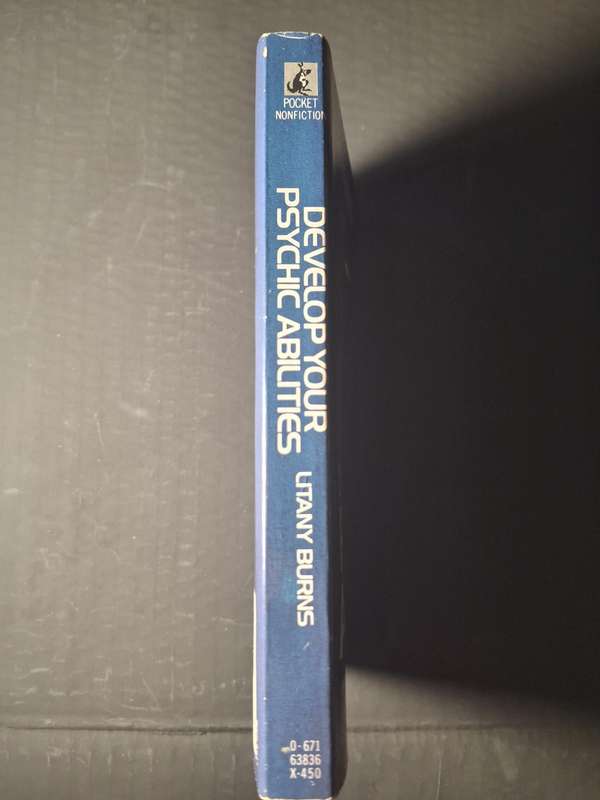 POCKET
NONFICTION
DEVELOP YOUR
PSYCHIC ABILITIES
LITANY BURNS
0-671
63836
X-450